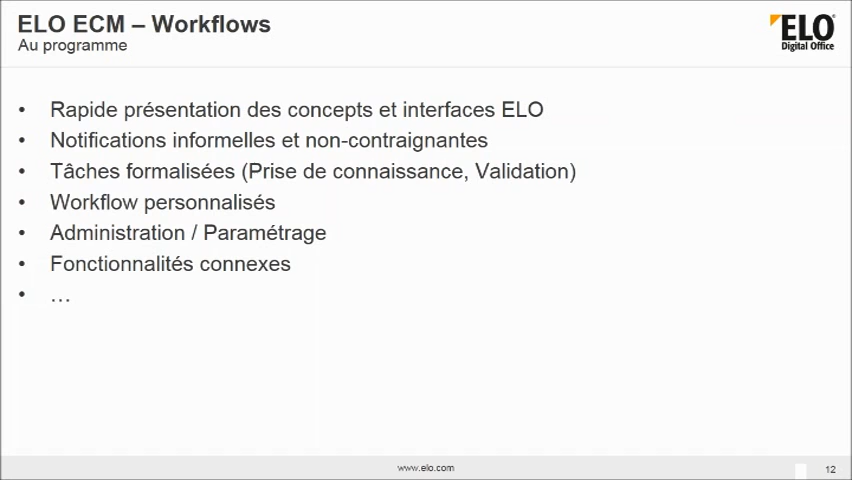 ELO ECM – Workflows
Au programme
ELO
Digital Office
• Rapide présentation des concepts et interfaces ELO
• Notifications informelles et non-contraignantes
• Tâches formalisées (Prise de connaissance, Validation)
• Workflow personnalisés
• Administration / Paramétrage
• Fonctionnalités connexes
• …
www.elo.com
12